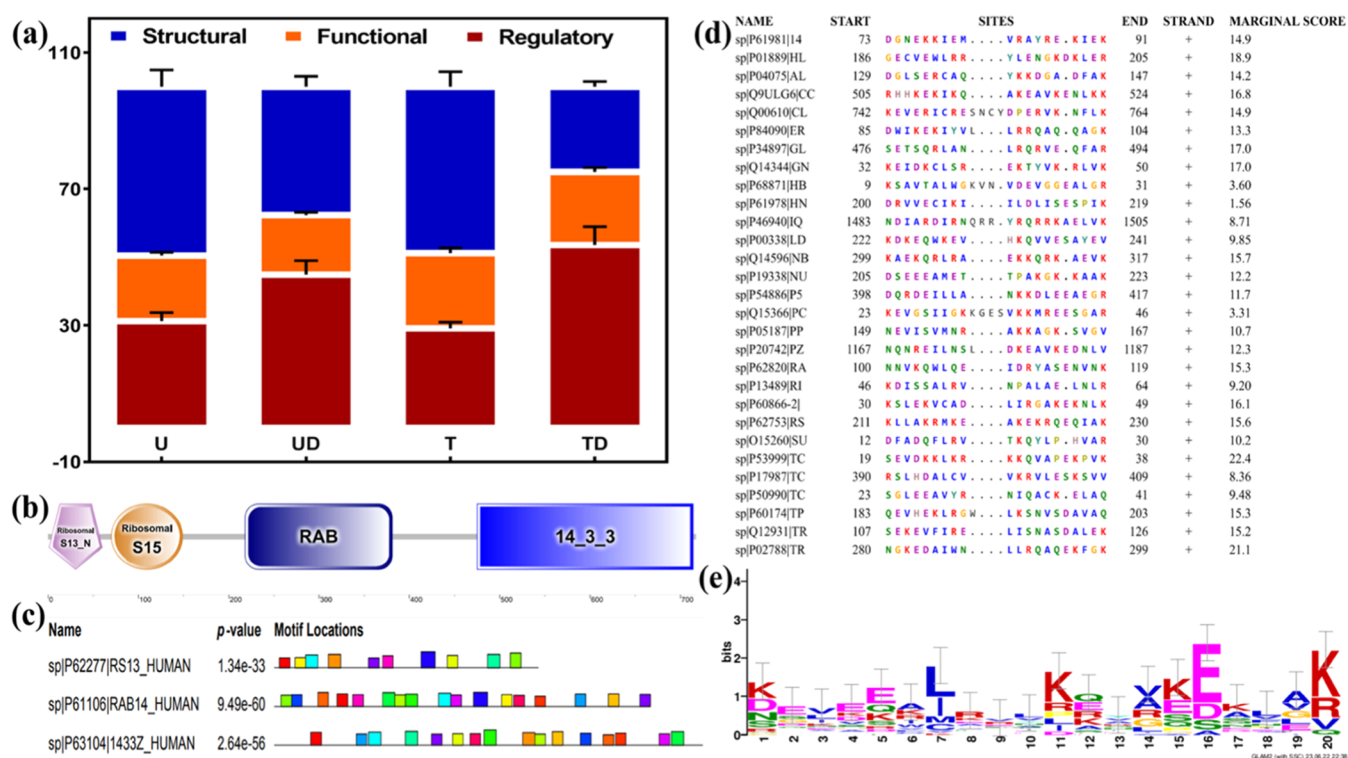 (a)
Structural Functional Regulatory
110
70
30
-10
U UD T TD
(b)
Ribosomal S13_N
Ribosomal S15
RAB
14_3_3
0 100 200 300 400 500 600 700
(c)
Name p-value Motif Locations
sp|P62277|RS13_HUMAN 1.34e-33
sp|P61106|RAB14_HUMAN 9.49e-60
sp|P63104|1433Z_HUMAN 2.64e-56
(d)
NAME START SITES END STRAND MARGINAL SCORE
sp|P61981|14 73 DGNEKKIEM....VRAYRE.KIEK 91 + 14.9
sp|P01889|HL 186 GECVEWLRR....YLENGKDKLER 205 + 18.9
sp|P04075|AL 129 DGLSERCAQ....YKKDGA.DFAK 147 + 14.2
sp|Q9ULG6|CC 505 RHHKEKIKQ....AKEAVKENLKK 524 + 16.8
sp|Q00610|CL 742 KEVERICRESNCYDPERVK.NFLK 764 + 14.9
sp|P84090|ER 85 DWIKEKIYVL....LRRQAQ.QAGK 104 + 13.3
sp|P34897|GL 476 SETSQRLAN....LRQRVE.QFAR 494 + 17.0
sp|Q14344|GN 32 KEIDKCLSR....EKTYVK.RLVK 50 + 17.0
sp|P68871|HB 9 KSAVTALWGKVN.VDEVGGEALGR 31 + 3.60
sp|P61978|HN 200 DRVVECIKI....ILDLISESPIK 219 + 1.56
sp|P46940|IQ 1483 NDIARDIRNQRR.YRQRRKAELVK 1505 + 8.71
sp|P00338|LD 222 KDKEQWKEV....HKQVVESAYEV 241 + 9.85
sp|Q14596|NB 299 KAEKQRLRA....EKKQRK.AEVK 317 + 15.7
sp|P19338|NU 205 DSEEEAMET....TPAKGK.KAAK 223 + 12.2
sp|P54886|P5 398 DQRDEILLA....NKKDLEEAEGR 417 + 11.7
sp|Q15366|PC 23 KEVGSIIGKKGESVKKMREESGAR 46 + 3.31
sp|P05187|PP 149 NEVISVMNR....AKKAGK.SVGV 167 + 10.7
sp|P20742|PZ 1167 NQNREILNSL...DKEAVKEDNLV 1187 + 12.3
sp|P62820|RA 100 NNVKQWLQE....IDRYASENVNK 119 + 15.3
sp|P13489|RI 46 KDISSALRV....NPALAE.LNLR 64 + 9.20
sp|P60866-2| 30 KSLEKVCAD....LIRGAKEKNLK 49 + 16.1
sp|P62753|RS 211 KLLAKRMKE....AKEKRQEQIAK 230 + 15.6
sp|O15260|SU 12 DFADQFLRV....TKQYLP.HVAR 30 + 10.2
sp|P53999|TC 19 SEVDKKLKR....KKQVAPEKPVK 38 + 22.4
sp|P17987|TC 390 RSLHDALCV....VKRVLESKSVV 409 + 8.36
sp|P50990|TC 23 SGLEEAVYR....NIQACK.ELAQ 41 + 9.48
sp|P60174|TP 183 QEVHEKLRGW...LKSNVSDAVAQ 203 + 15.3
sp|Q12931|TR 107 SEKEVFIRE....LISNASDALEK 126 + 15.2
sp|P02788|TR 280 NGKEDAIWN....LLRQAQEKFGK 299 + 21.1
(e)
bits
4
3
2
1
0
1 2 3 4 5 6 7 8 9 10 11 12 13 14 15 16 17 18 19 20